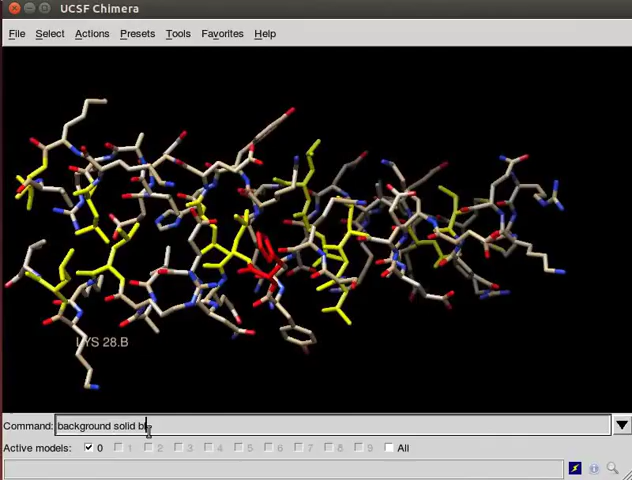 UCSF Chimera
File Select Actions Presets Tools Favorites Help
LYS 28.B
Command: background solid bl
Active models: 0 1 2 3 4 5 6 7 8 9 All